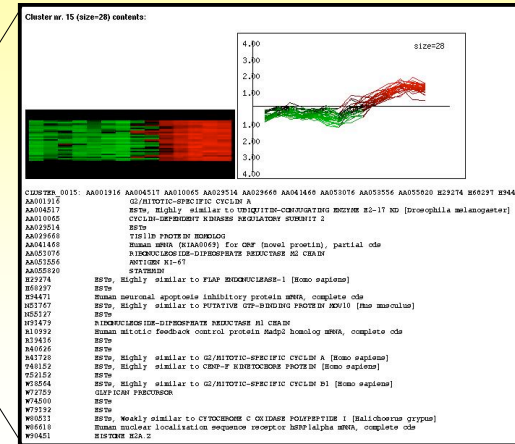 Cluster nr. 15 (size=28) contents:
4.00
3.00
2.00
1.00
1.00
2.00
3.00
4.00
size=28
CLUSTER_0015: AA001916 AA004517 AA010065 AA029514 AA029668 AA041468 AA053076 AA053556 AA055820 H29274 H68297 H944
AA001916 G2/MITOTIC-SPECIFIC CYCLIN A
AA004517 ESTs, Highly similar to UBIQUITIN-CONJUGATING ENZYME E2-17 KD [Drosophila melanogaster]
AA010065 CYCLIN-DEPENDENT KINASES REGULATORY SUBUNIT 2
AA029514 ESTs
AA029668 TIS11B PROTEIN HOMOLOG
AA041468 Human mRNA (KIAA0069) for ORF (novel protein), partial cds
AA053076 RIBONUCLEOSIDE-DIPHOSPHATE REDUCTASE M2 CHAIN
AA053556 ANTIGEN KI-67
AA055820 STATHMIN
H29274 ESTs, Highly similar to FLAP ENDONUCLEASE-1 [Homo sapiens]
H68297 ESTs
H94471 Human neuronal apoptosis inhibitory protein mRNA, complete cds
N53767 ESTs, Highly similar to PUTATIVE GTP-BINDING PROTEIN MOV10 [Mus musculus]
N55327 ESTs
N93479 RIBONUCLEOSIDE-DIPHOSPHATE REDUCTASE M1 CHAIN
R10992 Human mitotic feedback control protein Madp2 homolog mRNA, complete cds
R39436 ESTs
R40626 ESTs
R43728 ESTs, Highly similar to G2/MITOTIC-SPECIFIC CYCLIN A [Homo sapiens]
T48152 ESTs, Highly similar to CENP-F KINETOCHORE PROTEIN [Homo sapiens]
T52152 ESTs
W38564 ESTs, Highly similar to G2/MITOTIC-SPECIFIC CYCLIN B1 [Homo sapiens]
W72759 GLYPICAN PRECURSOR
W74500 ESTs
W79392 ESTs
W80533 ESTs, Weakly similar to CYTOCHROME C OXIDASE POLYPEPTIDE I [Halichoerus grypus]
W86618 Human nuclear localization sequence receptor hSRP1alpha mRNA, complete cds
W90451 HISTONE H2A.Z